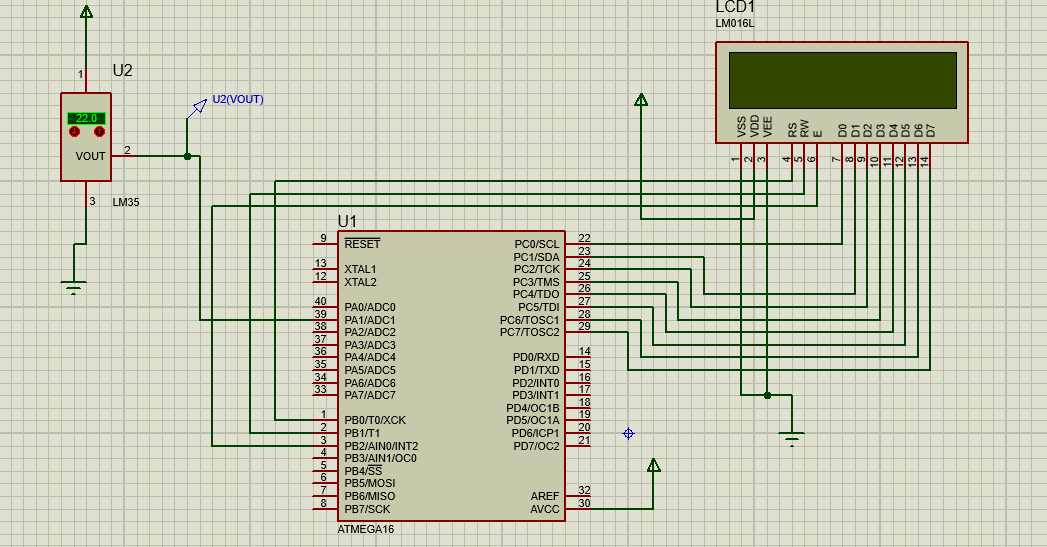 LCD1
LM016L
VSS
VDD
VEE
RS
RW
E
D0
D1
D2
D3
D4
D5
D6
D7
1
2
3
4
5
6
7
8
9
10
11
12
13
14
1
U2
22.0
VOUT
2
3
LM35
U2(VOUT)
U1
9 RESET
13 XTAL1
12 XTAL2
40 PA0/ADC0
39 PA1/ADC1
38 PA2/ADC2
37 PA3/ADC3
36 PA4/ADC4
35 PA5/ADC5
34 PA6/ADC6
33 PA7/ADC7
1 PB0/T0/XCK
2 PB1/T1
3 PB2/AIN0/INT2
4 PB3/AIN1/OC0
5 PB4/SS
6 PB5/MOSI
7 PB6/MISO
8 PB7/SCK
PC0/SCL 22
PC1/SDA 23
PC2/TCK 24
PC3/TMS 25
PC4/TDO 26
PC5/TDI 27
PC6/TOSC1 28
PC7/TOSC2 29
PD0/RXD 14
PD1/TXD 15
PD2/INT0 16
PD3/INT1 17
PD4/OC1B 18
PD5/OC1A 19
PD6/ICP1 20
PD7/OC2 21
AREF 32
AVCC 30
ATMEGA16